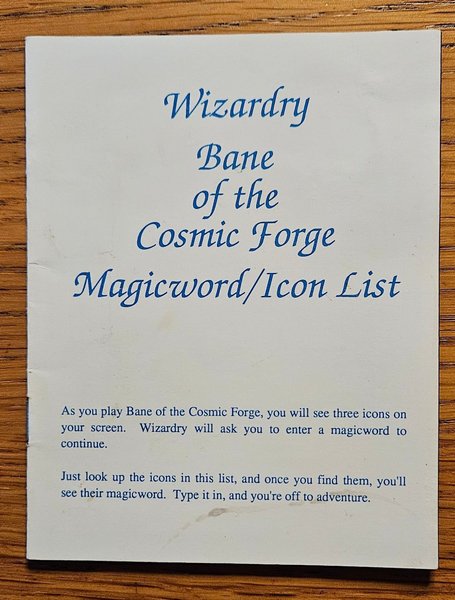 Wizardry
Bane
of the
Cosmic Forge
Magicword/Icon List
As you play Bane of the Cosmic Forge, you will see three icons on
your screen. Wizardry will ask you to enter a magicword to
continue.
Just look up the icons in this list, and once you find them, you'll
see their magicword. Type it in, and you're off to adventure.